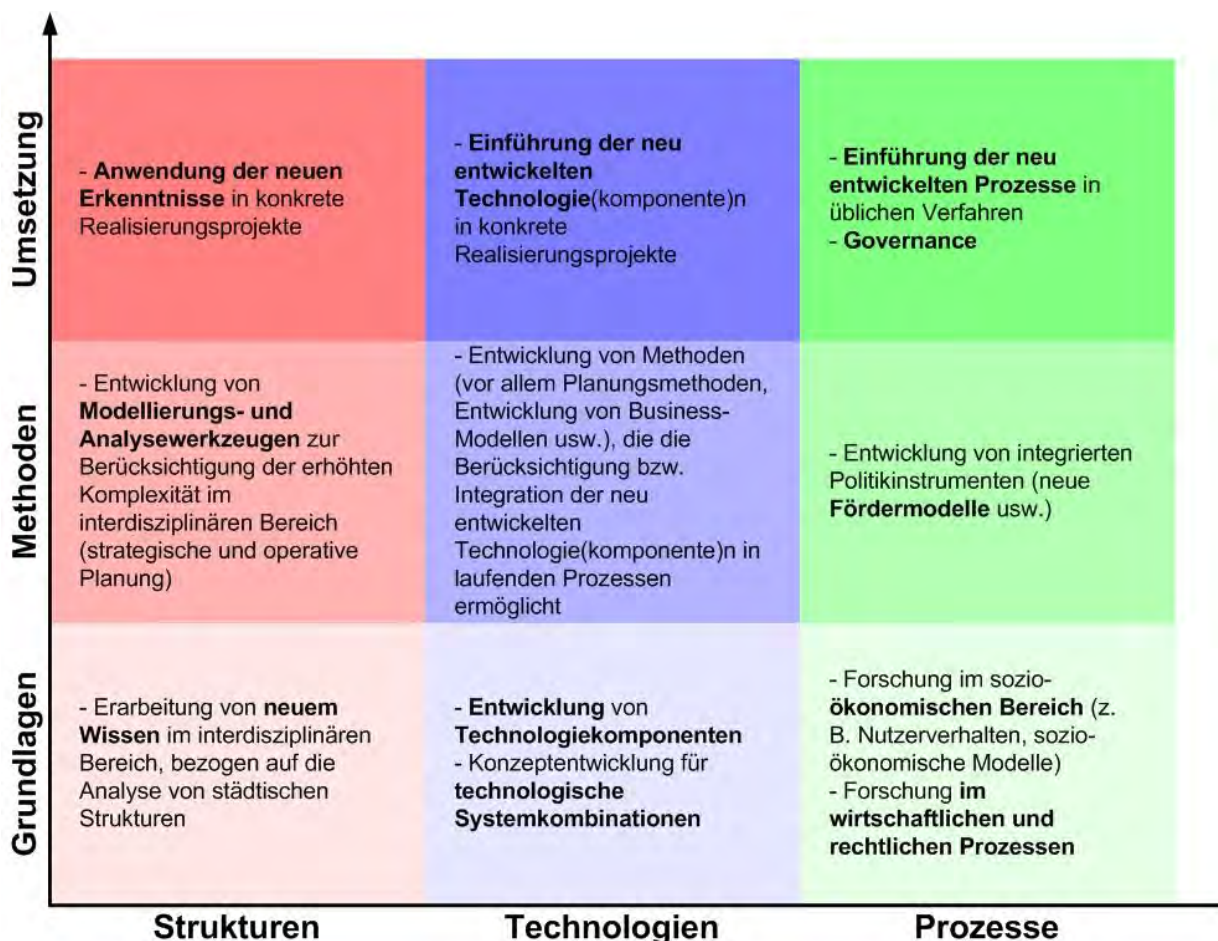 Umsetzung
- Anwendung der neuen
Erkenntnisse in konkrete
Realisierungsprojekte
- Einführung der neu
entwickelten
Technologie(komponente)n
in konkrete
Realisierungsprojekte
- Einführung der neu
entwickelten Prozesse in
üblichen Verfahren
- Governance
Methoden
- Entwicklung von
Modellierungs- und
Analysewerkzeugen zur
Berücksichtigung der erhöhten
Komplexität im
interdisziplinären Bereich
(strategische und operative
Planung)
- Entwicklung von Methoden
(vor allem Planungsmethoden,
Entwicklung von Business-
Modellen usw.), die die
Berücksichtigung bzw.
Integration der neu
entwickelten
Technologie(komponente)n in
laufenden Prozessen
ermöglicht
- Entwicklung von integrierten
Politikinstrumenten (neue
Fördermodelle usw.)
Grundlagen
- Erarbeitung von neuem
Wissen im interdisziplinären
Bereich, bezogen auf die
Analyse von städtischen
Strukturen
- Entwicklung von
Technologiekomponenten
- Konzeptentwicklung für
technologische
Systemkombinationen
- Forschung im sozio-
ökonomischen Bereich (z.
B. Nutzerverhalten, sozio-
ökonomische Modelle)
- Forschung im
wirtschaftlichen und
rechtlichen Prozessen
Strukturen
Technologien
Prozesse